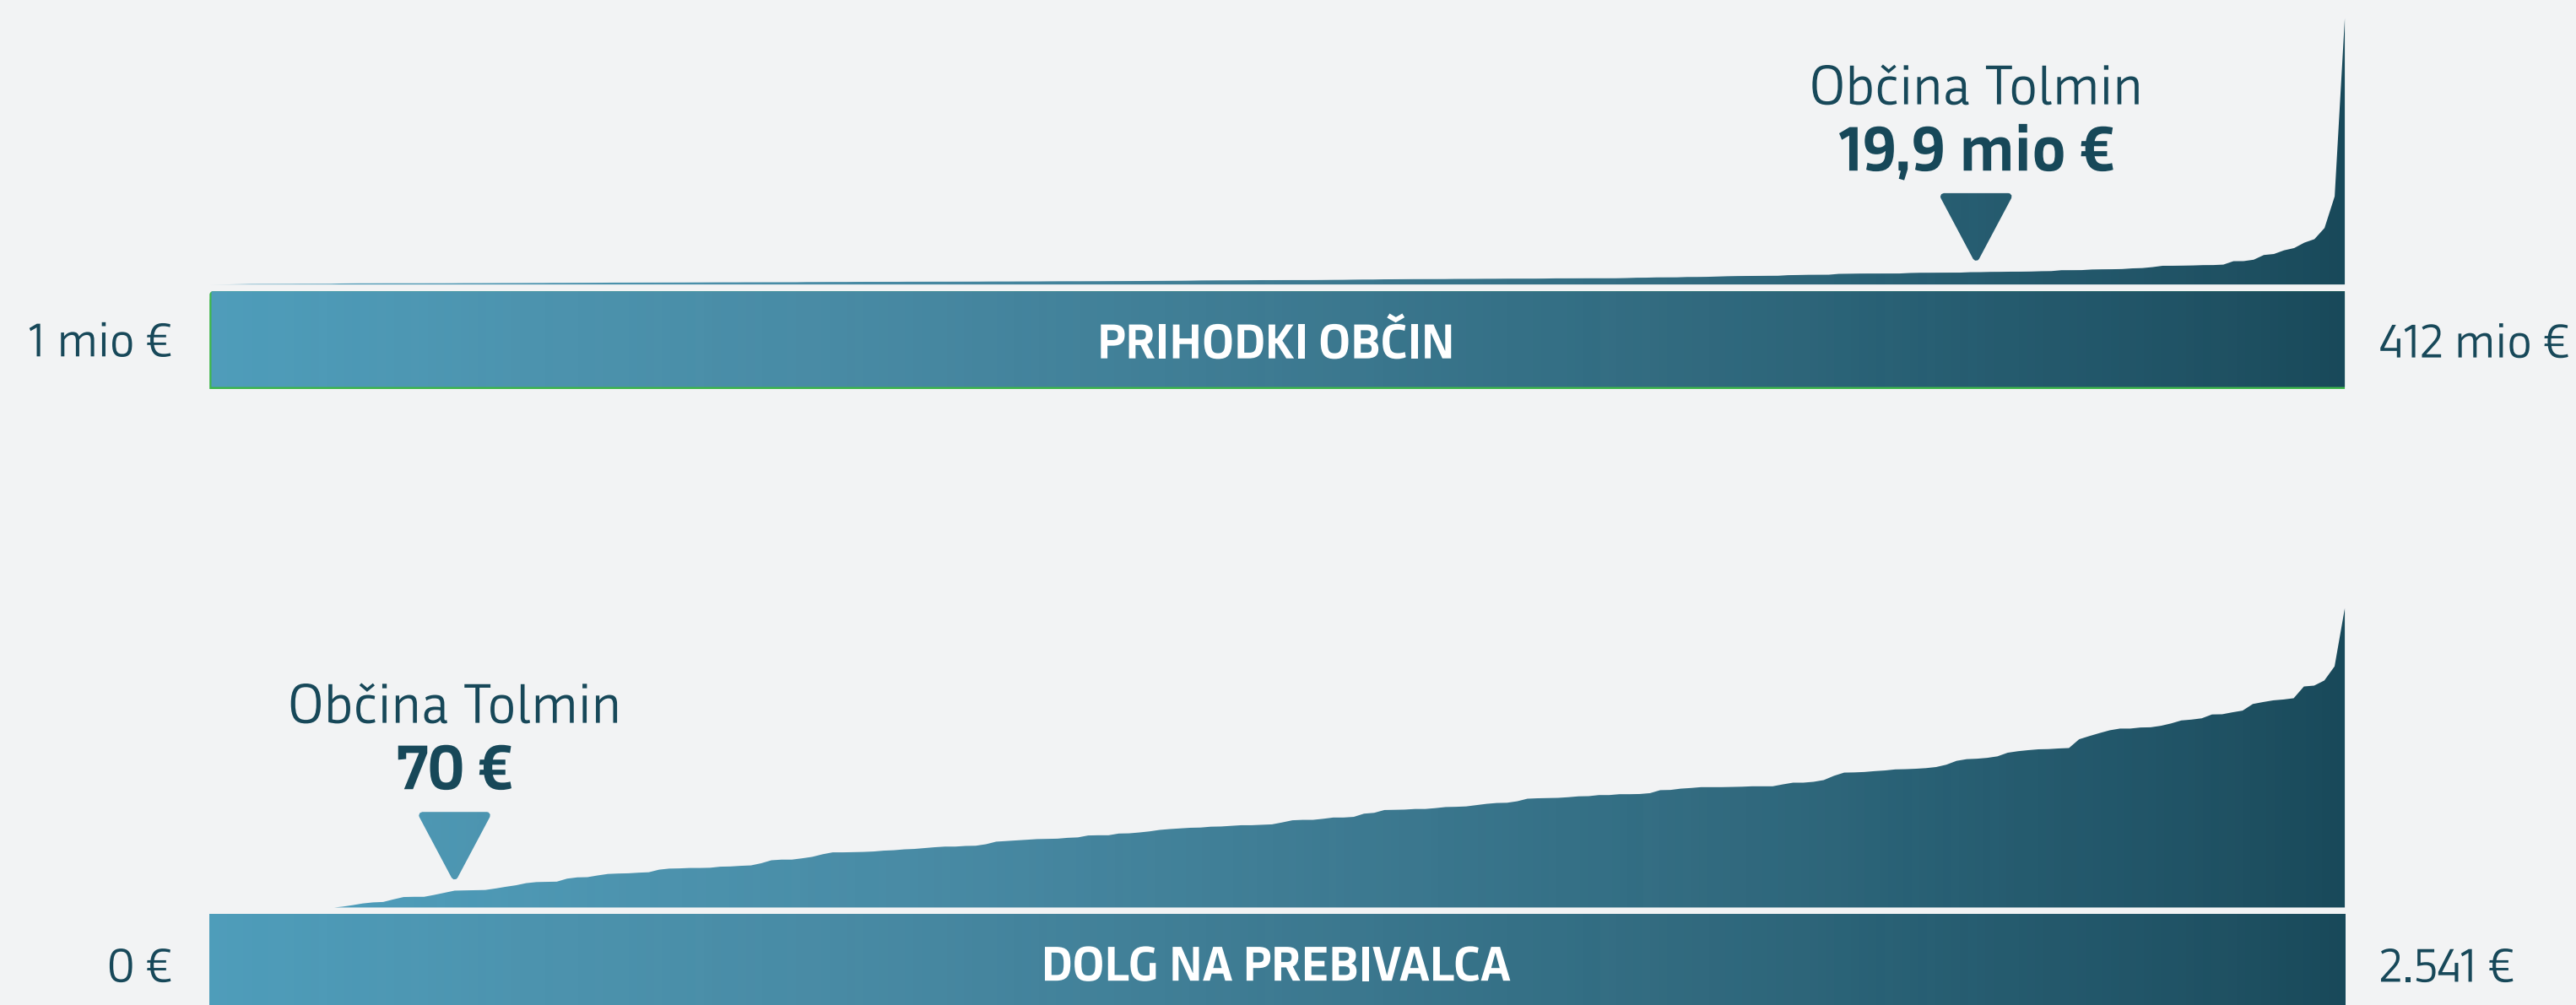 Občina Tolmin
19,9 mio €
1 mio €
PRIHODKI OBČIN
412 mio €
Občina Tolmin
70 €
0 €
DOLG NA PREBIVALCA
2.541 €